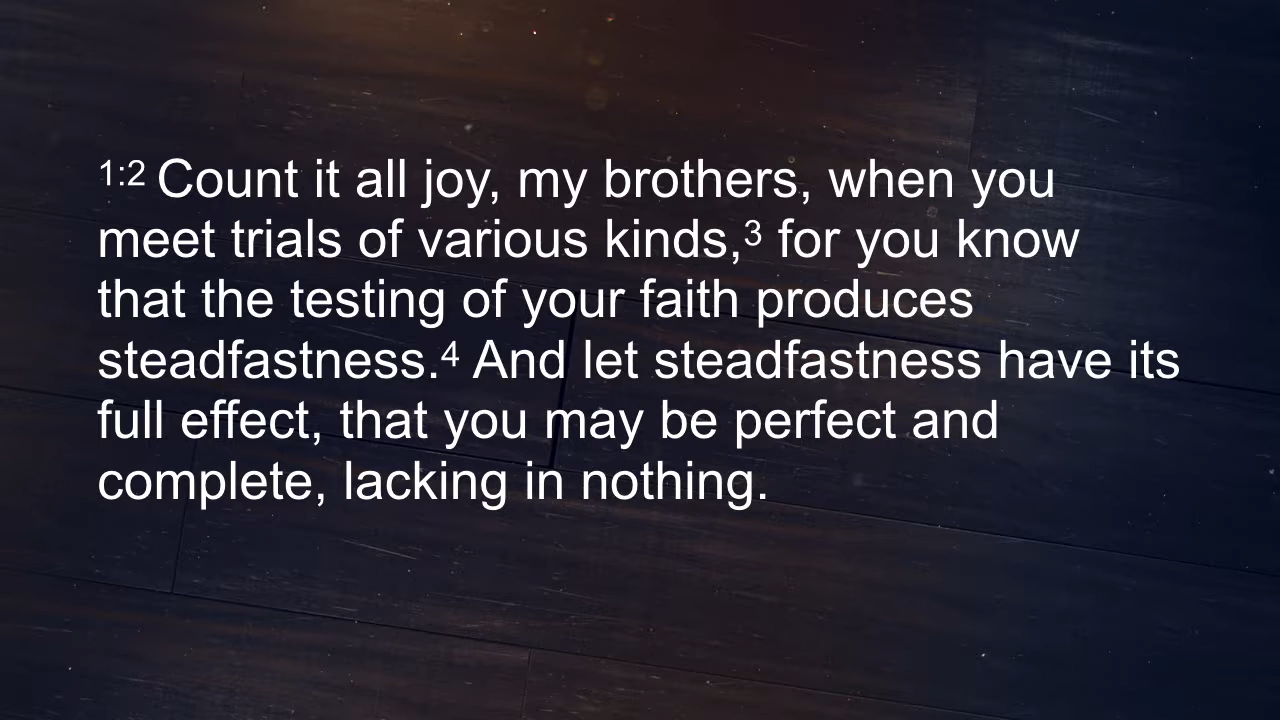 1:2 Count it all joy, my brothers, when you
meet trials of various kinds,3 for you know
that the testing of your faith produces
steadfastness.4 And let steadfastness have its
full effect, that you may be perfect and
complete, lacking in nothing.